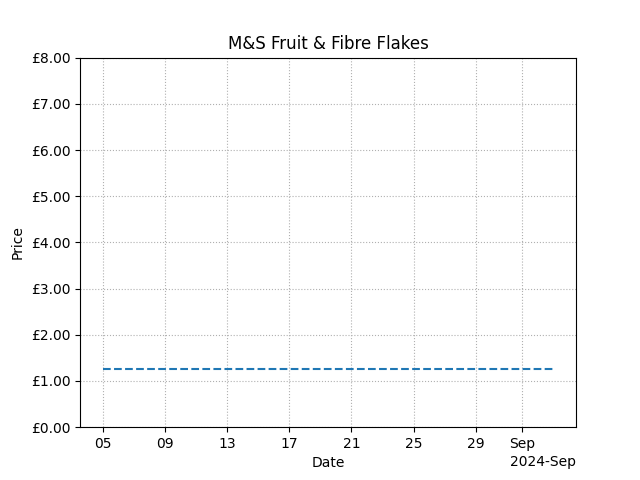 M&S Fruit & Fibre Flakes
£8.00
£7.00
£6.00
£5.00
£4.00
£3.00
£2.00
£1.00
£0.00
Price
05 09 13 17 21 25 29 Sep
2024-Sep
Date